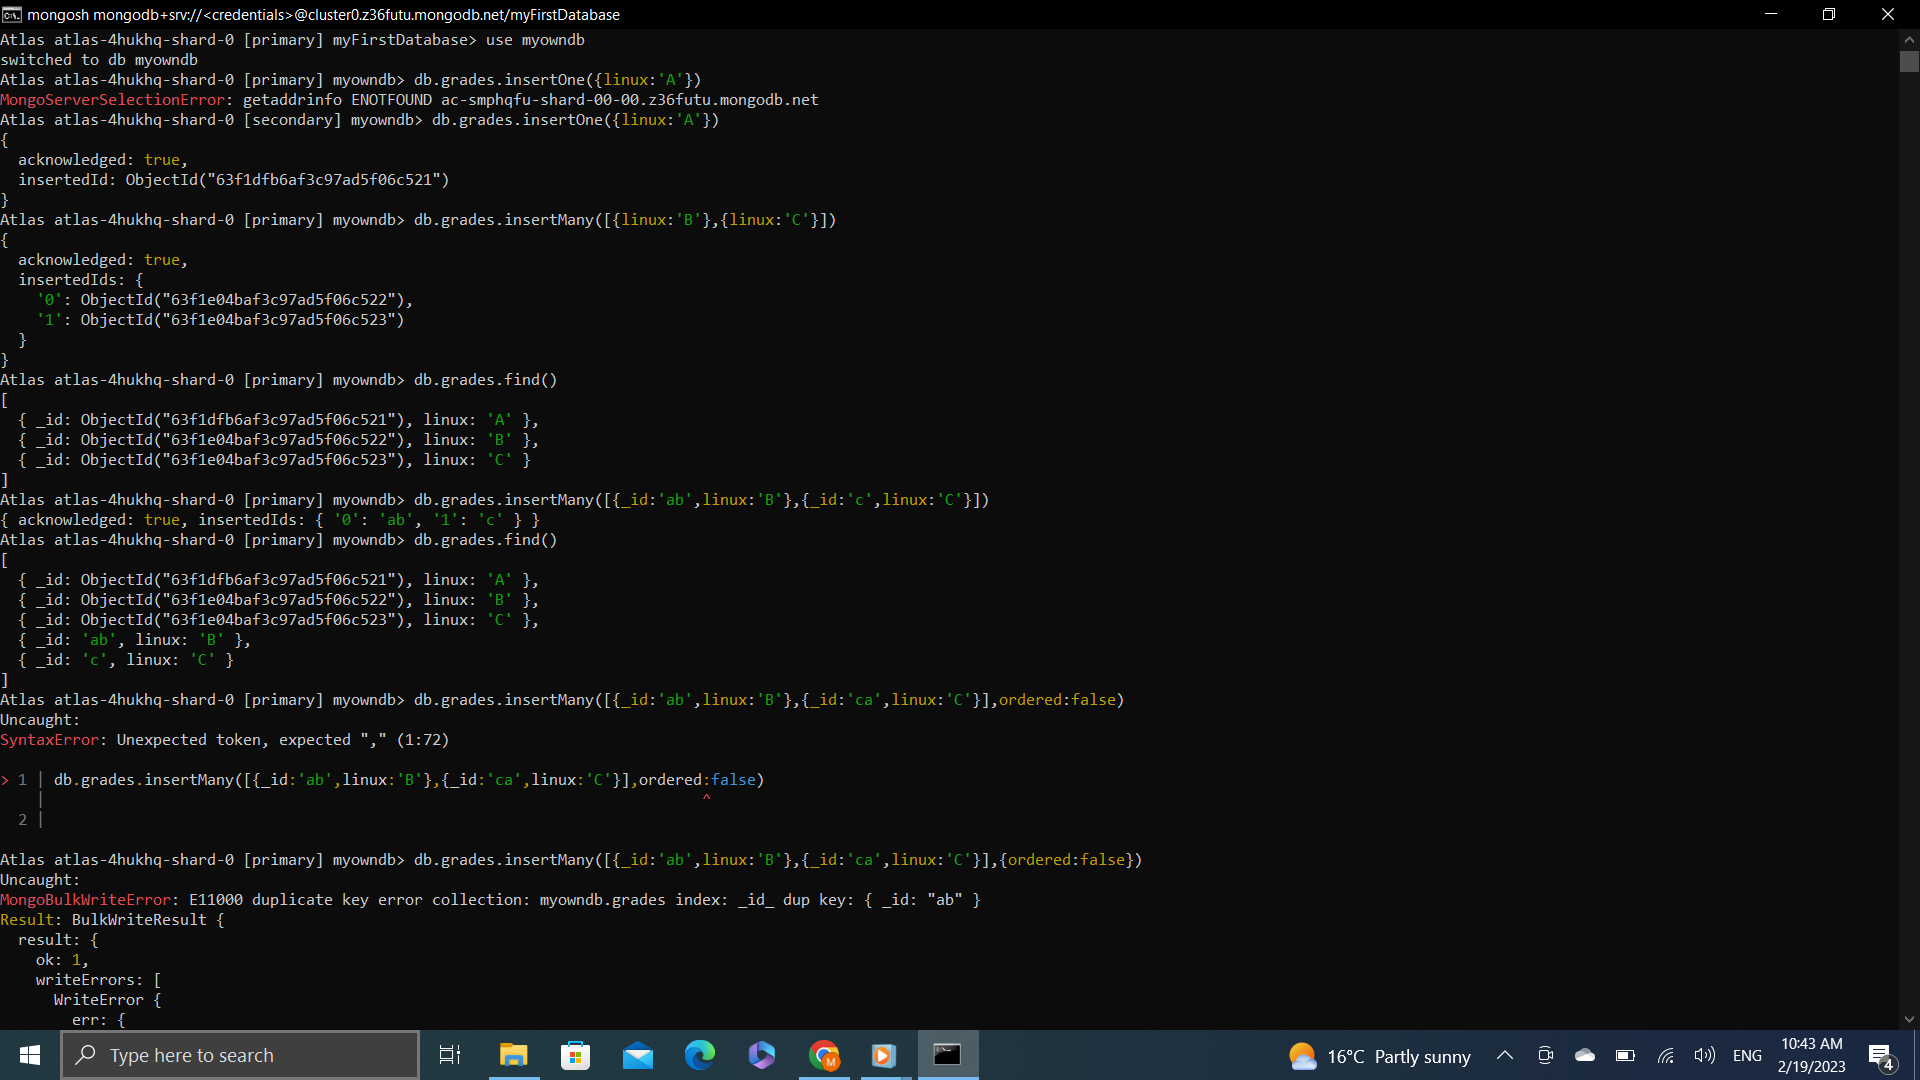 mongosh mongodb+srv://<credentials>@cluster0.z36futu.mongodb.net/myFirstDatabase
Atlas atlas-4hukhq-shard-0 [primary] myFirstDatabase> use myowndb
switched to db myowndb
Atlas atlas-4hukhq-shard-0 [primary] myowndb> db.grades.insertOne({linux:'A'})
MongoServerSelectionError: getaddrinfo ENOTFOUND ac-smphqfu-shard-00-00.z36futu.mongodb.net
Atlas atlas-4hukhq-shard-0 [secondary] myowndb> db.grades.insertOne({linux:'A'})
{
  acknowledged: true,
  insertedId: ObjectId("63f1dfb6af3c97ad5f06c521")
}
Atlas atlas-4hukhq-shard-0 [primary] myowndb> db.grades.insertMany([{linux:'B'},{linux:'C'}])
{
  acknowledged: true,
  insertedIds: {
    '0': ObjectId("63f1e04baf3c97ad5f06c522"),
    '1': ObjectId("63f1e04baf3c97ad5f06c523")
  }
}
Atlas atlas-4hukhq-shard-0 [primary] myowndb> db.grades.find()
[
  { _id: ObjectId("63f1dfb6af3c97ad5f06c521"), linux: 'A' },
  { _id: ObjectId("63f1e04baf3c97ad5f06c522"), linux: 'B' },
  { _id: ObjectId("63f1e04baf3c97ad5f06c523"), linux: 'C' }
]
Atlas atlas-4hukhq-shard-0 [primary] myowndb> db.grades.insertMany([{_id:'ab',linux:'B'},{_id:'c',linux:'C'}])
{ acknowledged: true, insertedIds: { '0': 'ab', '1': 'c' } }
Atlas atlas-4hukhq-shard-0 [primary] myowndb> db.grades.find()
[
  { _id: ObjectId("63f1dfb6af3c97ad5f06c521"), linux: 'A' },
  { _id: ObjectId("63f1e04baf3c97ad5f06c522"), linux: 'B' },
  { _id: ObjectId("63f1e04baf3c97ad5f06c523"), linux: 'C' },
  { _id: 'ab', linux: 'B' },
  { _id: 'c', linux: 'C' }
]
Atlas atlas-4hukhq-shard-0 [primary] myowndb> db.grades.insertMany([{_id:'ab',linux:'B'},{_id:'ca',linux:'C'}],ordered:false)
Uncaught:
SyntaxError: Unexpected token, expected "," (1:72)
> 1 | db.grades.insertMany([{_id:'ab',linux:'B'},{_id:'ca',linux:'C'}],ordered:false)
    |                                                                         ^
  2 |
Atlas atlas-4hukhq-shard-0 [primary] myowndb> db.grades.insertMany([{_id:'ab',linux:'B'},{_id:'ca',linux:'C'}],{ordered:false})
Uncaught:
MongoBulkWriteError: E11000 duplicate key error collection: myowndb.grades index: _id_ dup key: { _id: "ab" }
Result: BulkWriteResult {
  result: {
    ok: 1,
    writeErrors: [
      WriteError {
        err: {
Type here to search
16°C Partly sunny
ENG
10:43 AM
2/19/2023
4